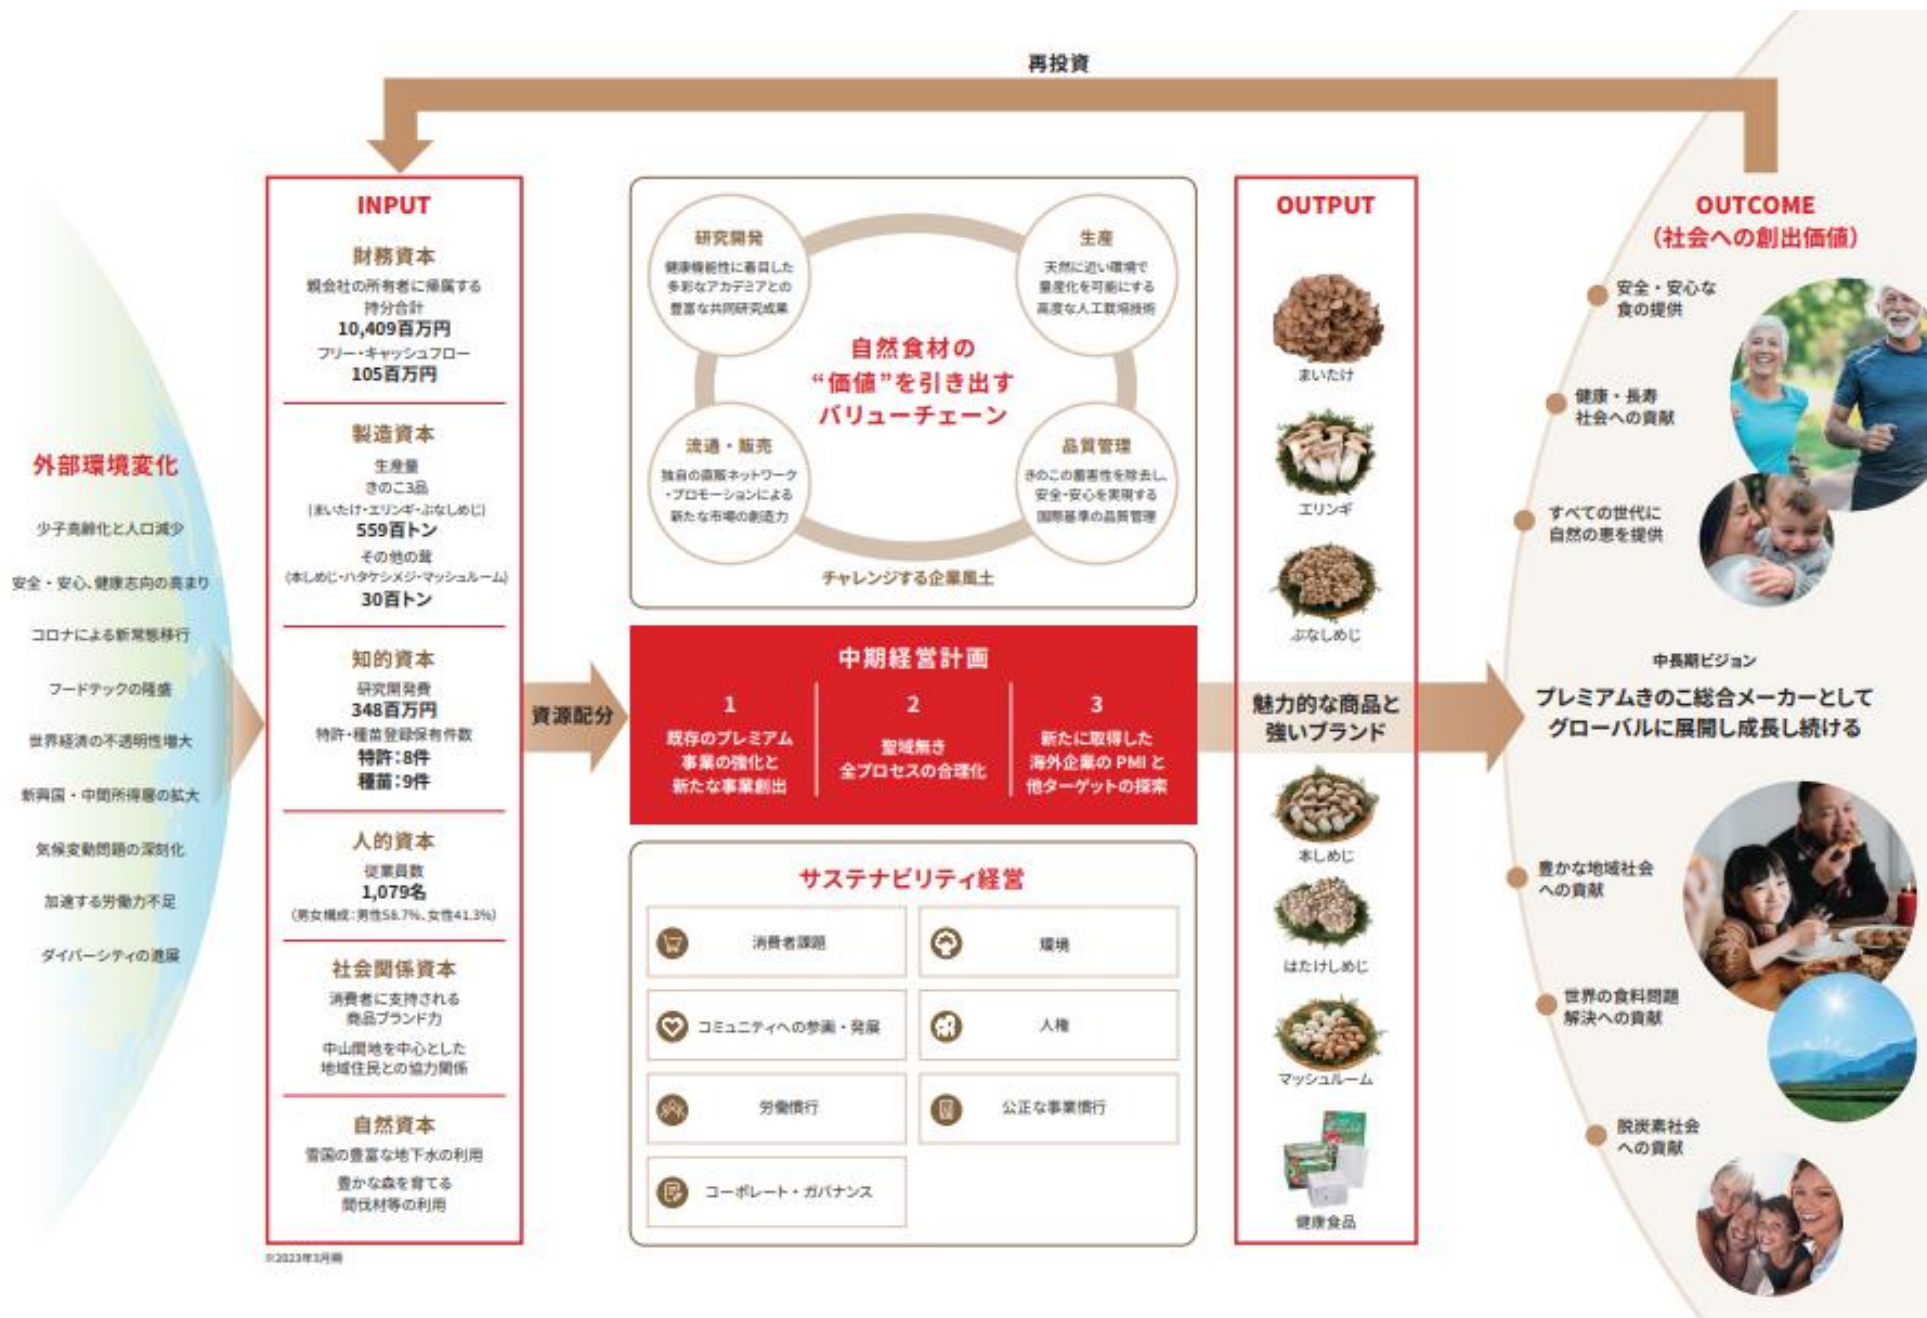 再投資
外部環境変化
少子高齢化と人口減少
安全・安心、健康志向の高まり
コロナによる新常態移行
フードテックの隆盛
世界経済の不透明性増大
新興国・中間所得層の拡大
気候変動問題の深刻化
加速する労働力不足
ダイバーシティの進展
INPUT
財務資本
親会社の所有者に帰属する
持分合計
10,409百万円
フリー・キャッシュフロー
105百万円
製造資本
生産量
きのこ3品
(まいたけ・エリンギ・ぶなしめじ)
559百トン
その他の茸
(本しめじ・ハタケシメジ・マッシュルーム)
30百トン
知的資本
研究開発費
348百万円
特許・種苗登録保有件数
特許：8件
種苗：9件
人的資本
従業員数
1,079名
(男女構成：男性58.7%、女性41.3%)
社会関係資本
消費者に支持される
商品ブランド力
中山間地を中心とした
地域住民との協力関係
自然資本
雪国の豊富な地下水の利用
豊かな森を育てる
間伐材等の利用
※2023年3月期
資源配分
研究開発
健康機能性に着目した
多彩なアカデミアとの
豊富な共同研究成果
生産
天然に近い環境で
量産化を可能にする
高度な人工栽培技術
自然食材の
“価値”を引き出す
バリューチェーン
流通・販売
独自の直販ネットワーク
・プロモーションによる
新たな市場の創造力
品質管理
きのこの蓄害性を除去し、
安全・安心を実現する
国際基準の品質管理
チャレンジする企業風土
中期経営計画
1
既存のプレミアム
事業の強化と
新たな事業創出
2
聖域無き
全プロセスの合理化
3
新たに取得した
海外企業の PMI と
他ターゲットの探索
サステナビリティ経営
消費者課題
環境
コミュニティへの参画・発展
人権
労働慣行
公正な事業慣行
コーポレート・ガバナンス
OUTPUT
まいたけ
エリンギ
ぶなしめじ
魅力的な商品と
強いブランド
本しめじ
はたけしめじ
マッシュルーム
健康食品
OUTCOME
（社会への創出価値）
安全・安心な
食の提供
健康・長寿
社会への貢献
すべての世代に
自然の恵を提供
中長期ビジョン
プレミアムきのこ総合メーカーとして
グローバルに展開し成長し続ける
豊かな地域社会
への貢献
世界の食料問題
解決への貢献
脱炭素社会
への貢献